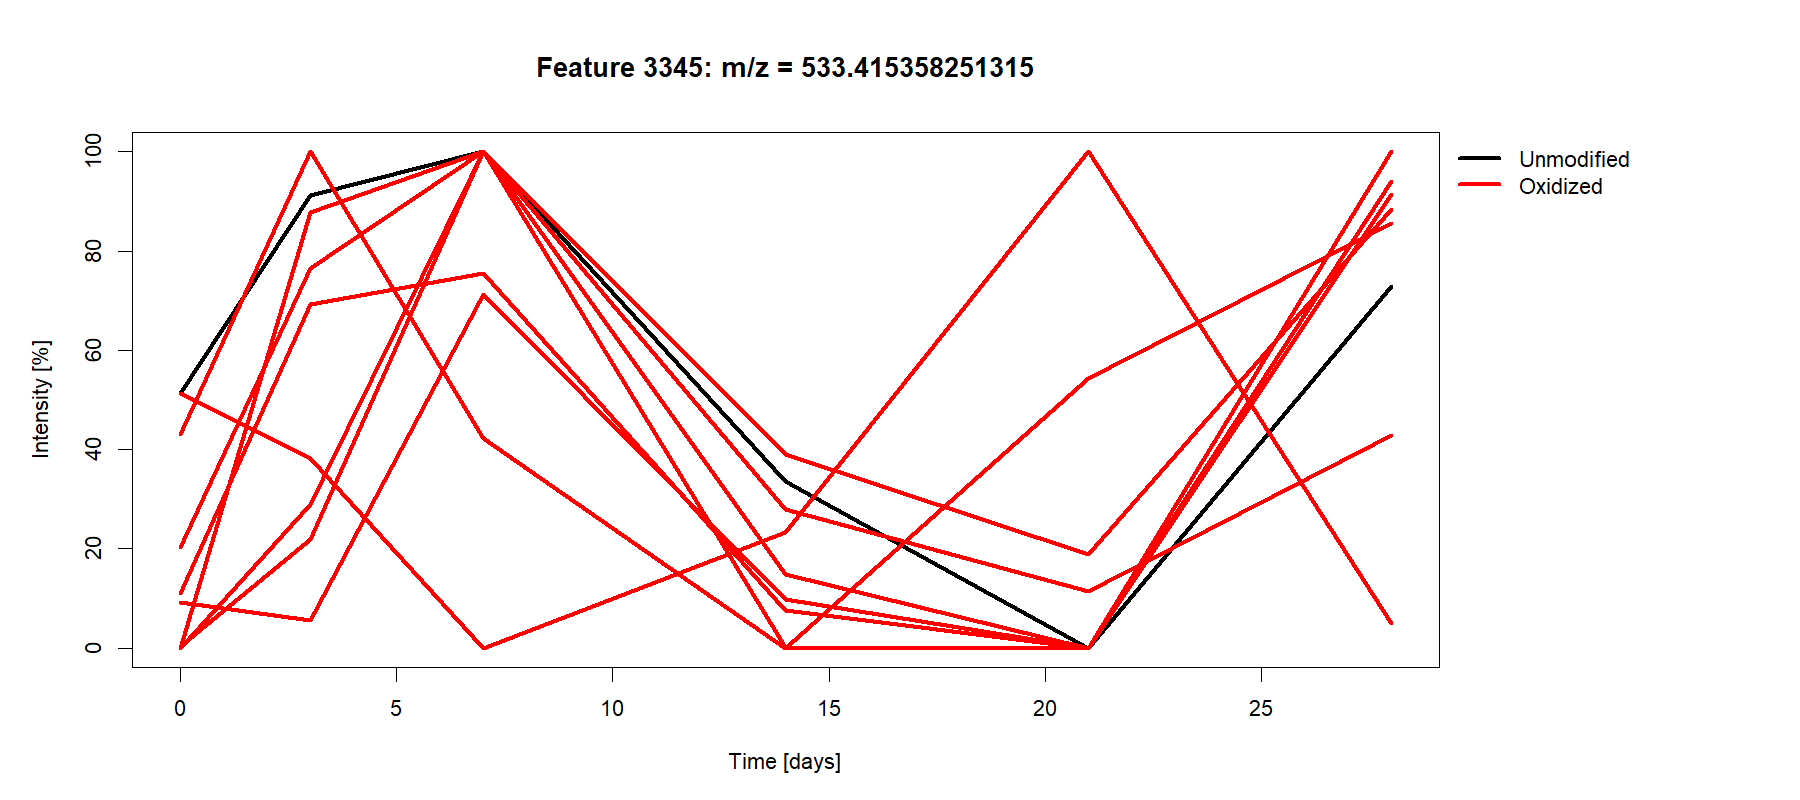 Feature 3345: m/z = 533.415358251315
Unmodified
Oxidized
Intensity [%]
100
80
60
40
20
0
0 5 10 15 20 25
Time [days]